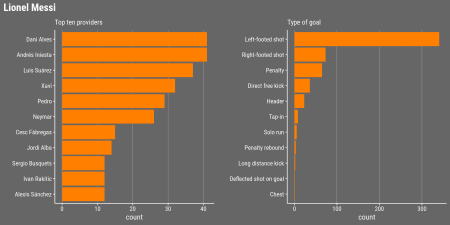 Lionel Messi
Top ten providers
Dani Alves
Andrés Iniesta
Luis Suárez
Xavi
Pedro
Neymar
Cesc Fàbregas
Jordi Alba
Sergio Busquets
Ivan Rakitic
Alexis Sánchez
0 10 20 30 40
count
Type of goal
Left-footed shot
Right-footed shot
Penalty
Direct free kick
Header
Tap-in
Solo run
Penalty rebound
Long distance kick
Deflected shot on goal
Chest
0 100 200 300
count